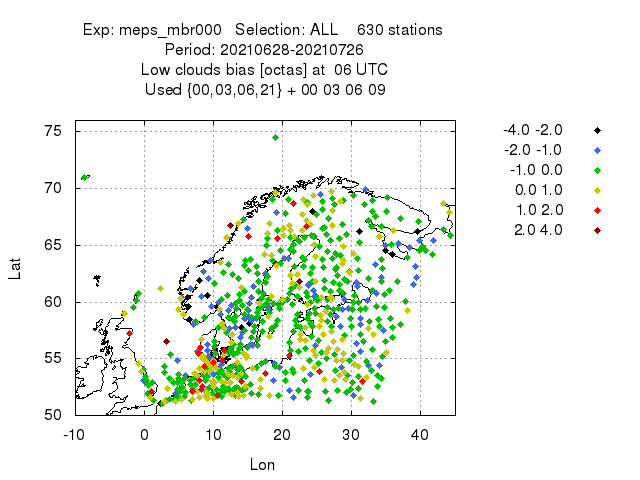 Exp: meps_mbr000 Selection: ALL 630 stations
Period: 20210628-20210726
Low clouds bias [octas] at 06 UTC
Used {00,03,06,21} + 00 03 06 09
-4.0 -2.0
-2.0 -1.0
-1.0 0.0
0.0 1.0
1.0 2.0
2.0 4.0
75
70
65
60
55
50
Lat
-10 0 10 20 30 40
Lon